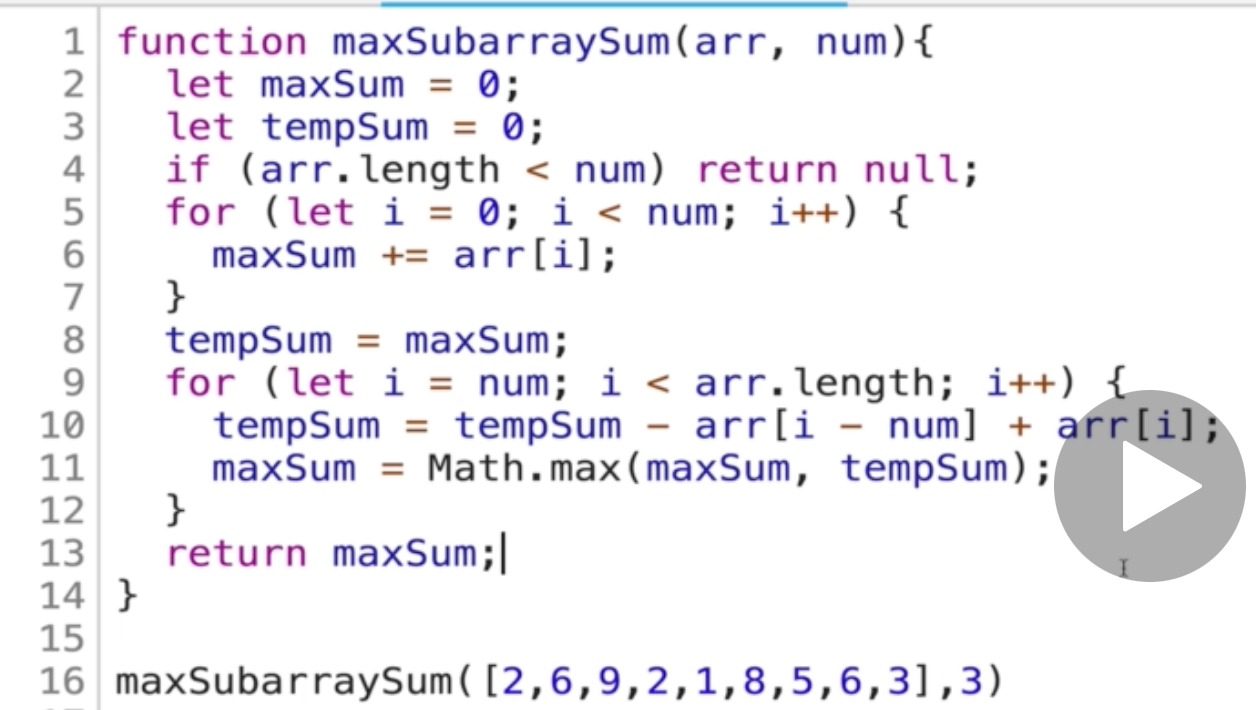 1 function maxSubarraySum(arr, num){
2   let maxSum = 0;
3   let tempSum = 0;
4   if (arr.length < num) return null;
5   for (let i = 0; i < num; i++) {
6     maxSum += arr[i];
7   }
8   tempSum = maxSum;
9   for (let i = num; i < arr.length; i++) {
10     tempSum = tempSum - arr[i - num] + arr[i];
11     maxSum = Math.max(maxSum, tempSum);
12   }
13   return maxSum;
14 }
15
16 maxSubarraySum([2,6,9,2,1,8,5,6,3],3)